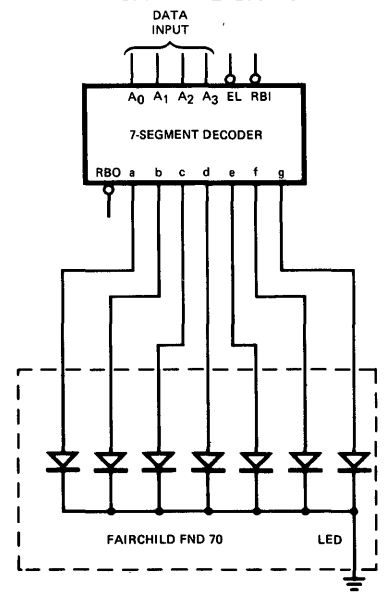 DATA
INPUT
A0 A1 A2 A3 EL RBI
7-SEGMENT DECODER
RBO a b c d e f g
FAIRCHILD FND 70 LED